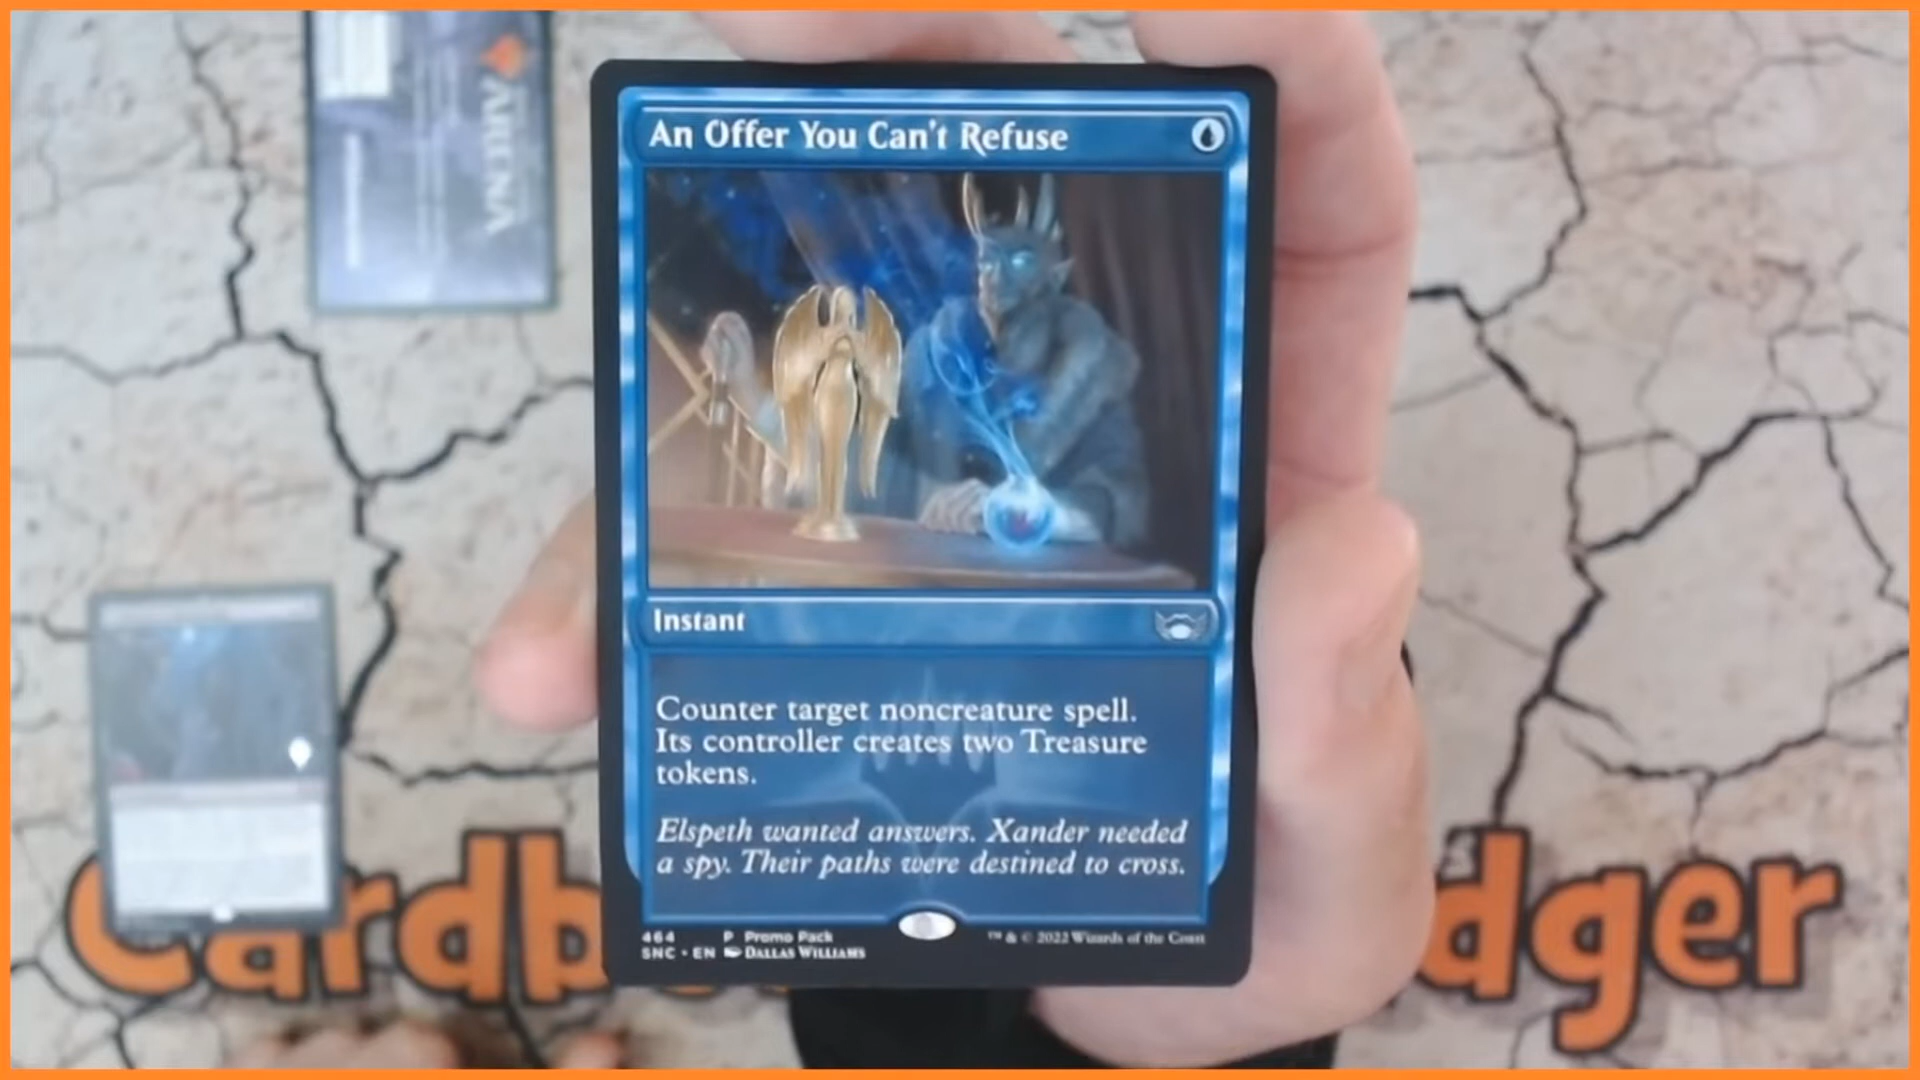 ARENA
An Offer You Can't Refuse
Instant
Counter target noncreature spell.
Its controller creates two Treasure
tokens.
Elspeth wanted answers. Xander needed
a spy. Their paths were destined to cross.
464 P Promo Pack
SNC • EN DALLAS WILLIAMS
™ & © 2022 Wizards of the Coast
Cardb dger